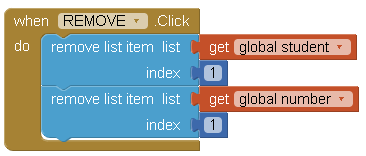 when REMOVE .Click
do remove list item list get global student
index 1
remove list item list get global number
index 1